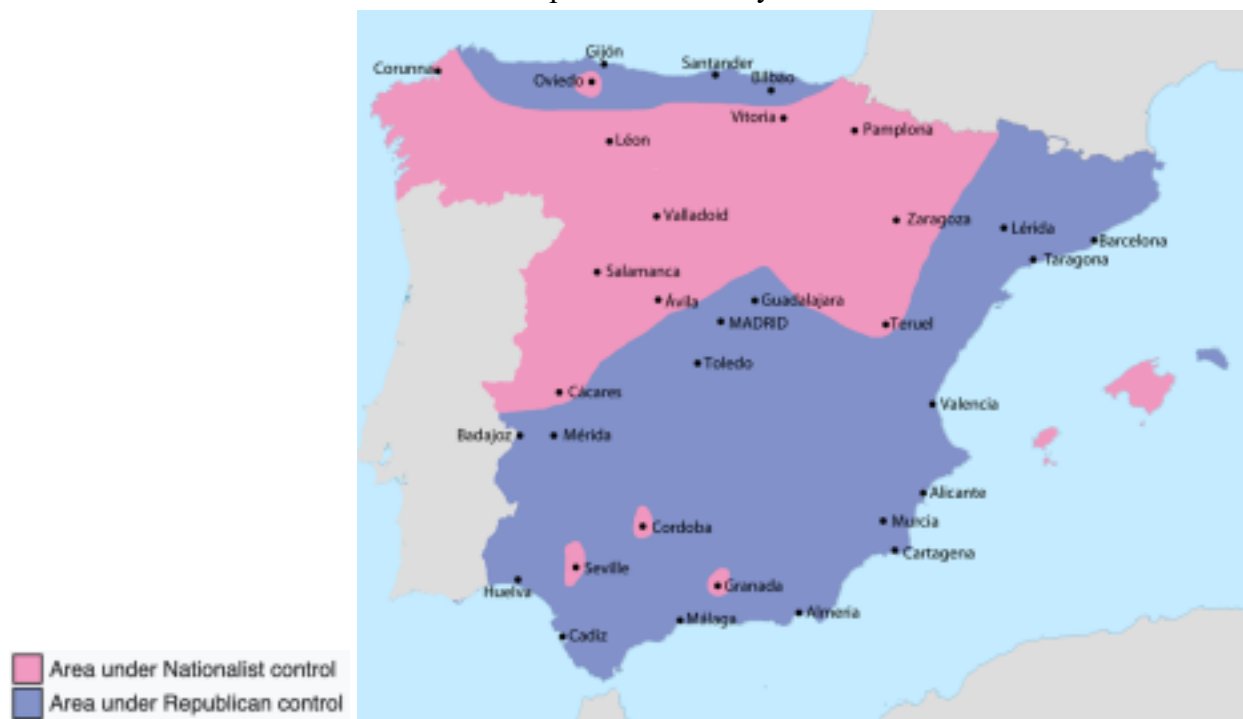 Gijón
Corunna
Santander
Oviedo
Bilbao
Vitoria
Pamplona
Léon
Valladoid
Zaragoza
Lérida
Barcelona
Taragona
Salamanca
Ávila
Guadalajara
MADRID
Teruel
Toledo
Cácares
Valencia
Badajoz
Mérida
Alicante
Cordoba
Murcia
Cartagena
Seville
Huelva
Granada
Málaga
Almeria
Cadiz
Area under Nationalist control
Area under Republican control